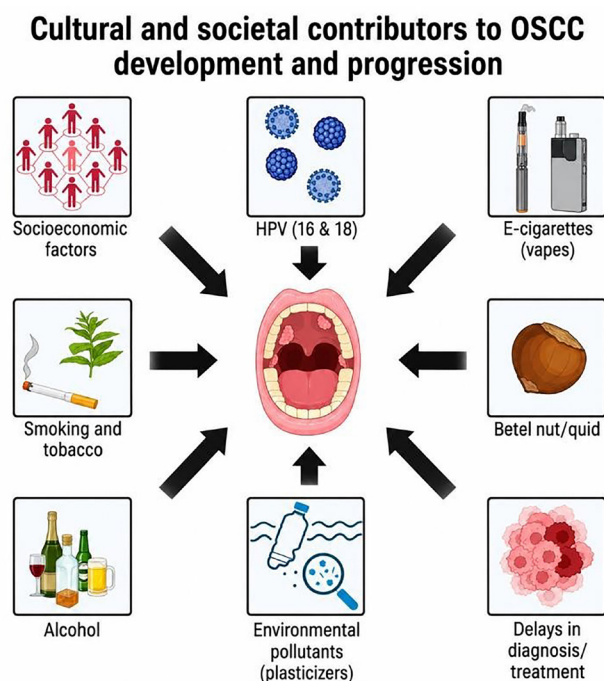 Cultural and societal contributors to OSCC
development and progression
Socioeconomic
factors
HPV (16 & 18)
E-cigarettes
(vapes)
Smoking and
tobacco
Betel nut/quid
Alcohol
Environmental
pollutants
(plasticizers)
Delays in
diagnosis/
treatment